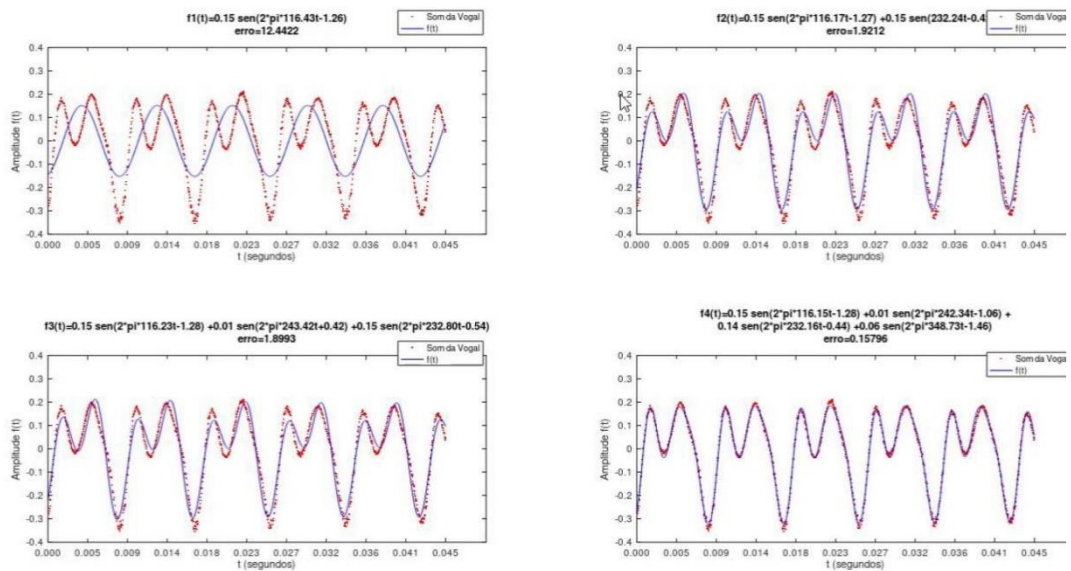 f1(t)=0.15 sen(2*pi*116.43t-1.26)
erro=12.4422
Som da Vogal
f(t)
Amplitude f(t)
0.4
0.3
0.2
0.1
0
-0.1
-0.2
-0.3
-0.4
0.000 0.005 0.009 0.014 0.018 0.023 0.027 0.032 0.036 0.041 0.045
t (segundos)
f2(t)=0.15 sen(2*pi*116.17t-1.27) +0.15 sen(232.24t-0.4
erro=1.9212
Som da Vogal
f(t)
Amplitude f(t)
0.4
0.3
0.1
0
-0.1
-0.2
-0.3
-0.4
0.000 0.005 0.009 0.014 0.018 0.023 0.027 0.032 0.036 0.041 0.045
t (segundos)
f3(t)=0.15 sen(2*pi*116.23t-1.28) +0.01 sen(2*pi*243.42t+0.42) +0.15 sen(2*pi*232.80t-0.54)
erro=1.8993
Som da Vogal
f(t)
Amplitude f(t)
0.4
0.3
0.2
0.1
0
-0.1
-0.2
-0.3
-0.4
0.000 0.005 0.009 0.014 0.018 0.023 0.027 0.032 0.036 0.041 0.045
t (segundos)
f4(t)=0.15 sen(2*pi*116.15t-1.28) +0.01 sen(2*pi*242.34t-1.06) +
0.14 sen(2*pi*232.16t-0.44) +0.06 sen(2*pi*348.73t-1.46)
erro=0.15796
Som da Vogal
f(t)
Amplitude f(t)
0.4
0.3
0.2
0.1
0
-0.1
-0.2
-0.3
-0.4
0.000 0.005 0.009 0.014 0.018 0.023 0.027 0.032 0.036 0.041 0.045
t (segundos)